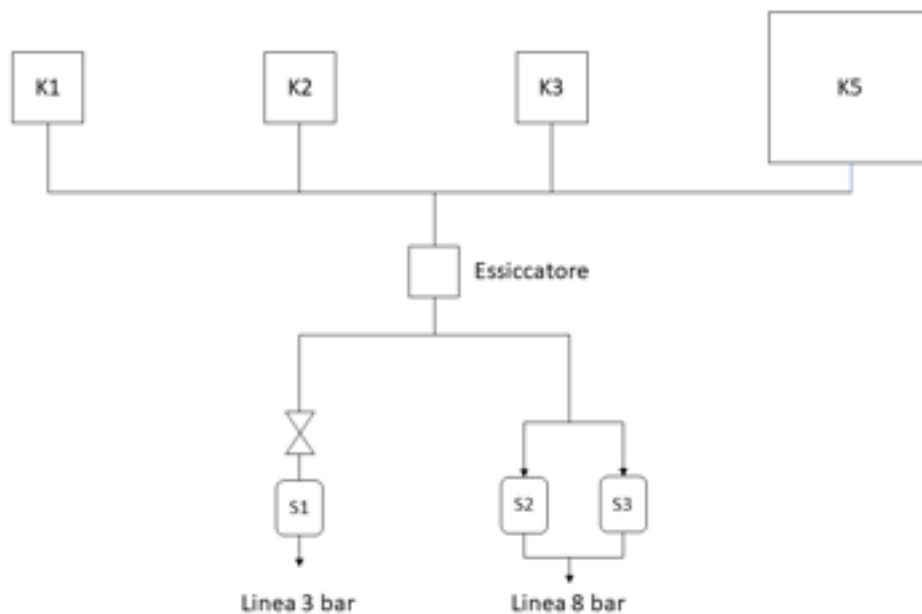 K1
K2
K3
K5
Essiccatore
S1
S2
S3
Linea 3 bar
Linea 8 bar